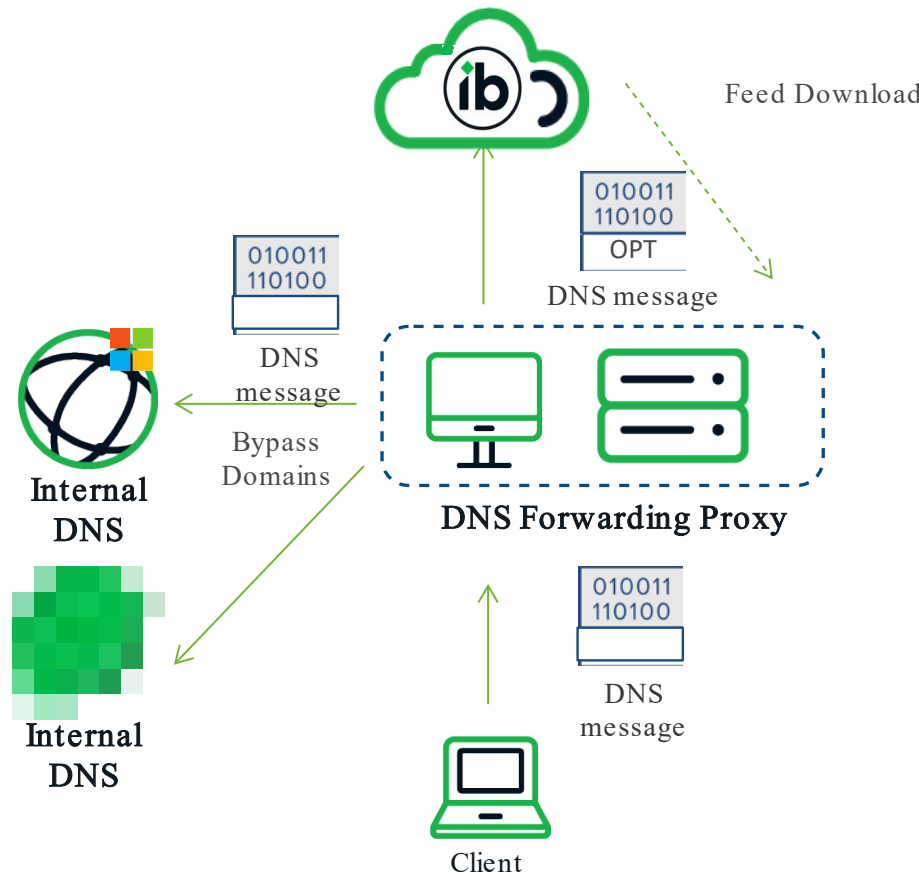 ib
Feed Download
010011
110100
OPT
DNS message
010011
110100
DNS
message
Bypass
Domains
Internal
DNS
DNS Forwarding Proxy
Internal
DNS
010011
110100
DNS
message
Client